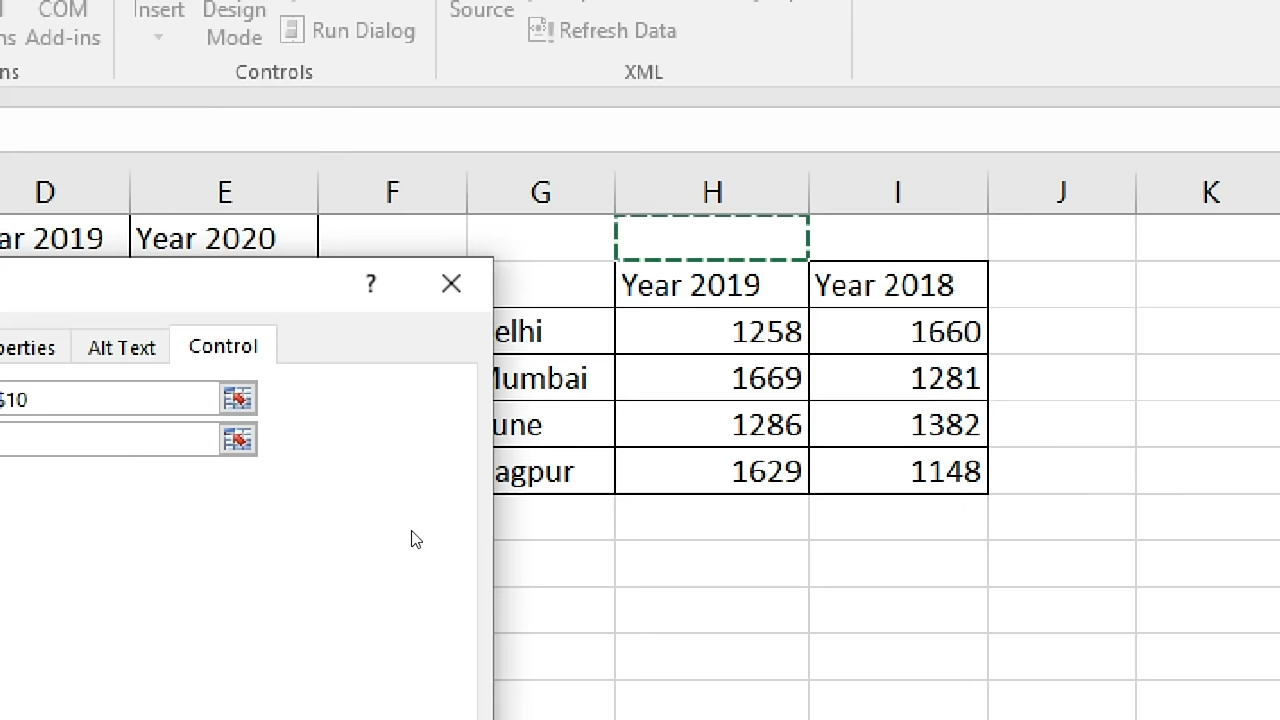 Insert Design Source
COM
Add-ins Mode Run Dialog Refresh Data
Controls XML
D E F G H I J K
Year 2020
? Year 2019 Year 2018
1258 1660
Alt Text Control
1669 1281
$10
1286 1382
1629 1148